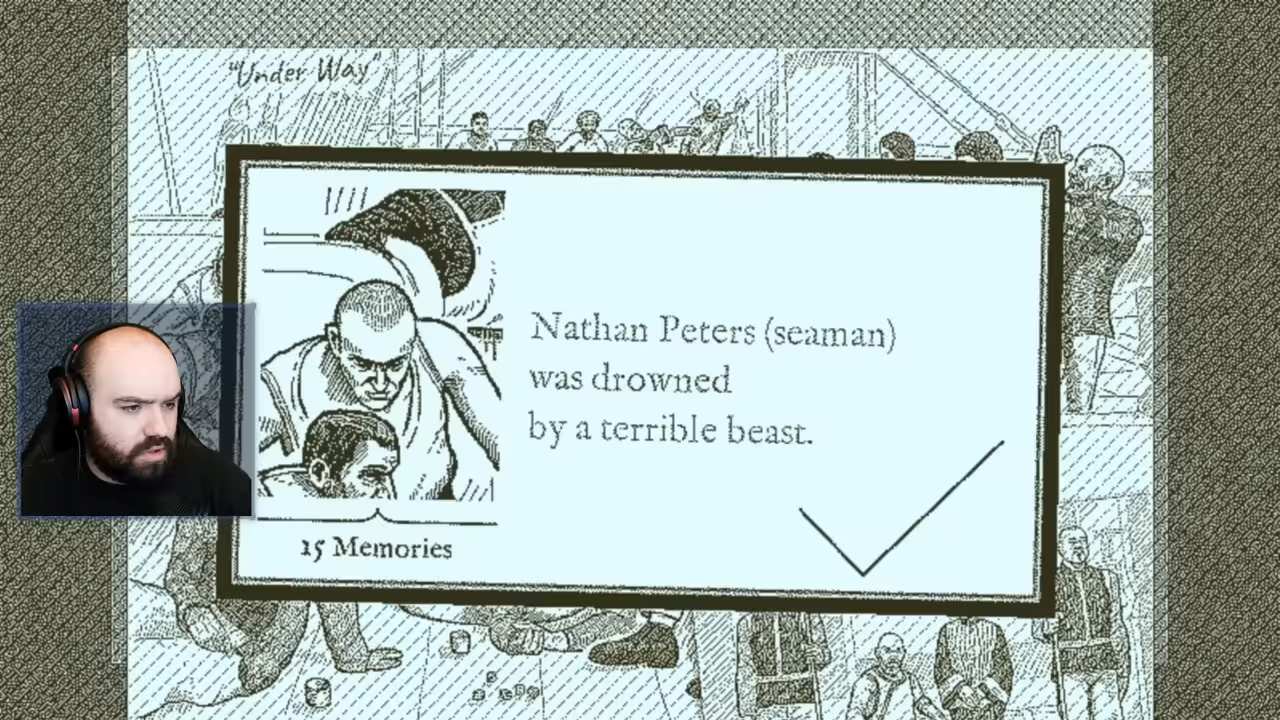 "Under Way"
Nathan Peters (seaman)
was drowned
by a terrible beast.
15 Memories